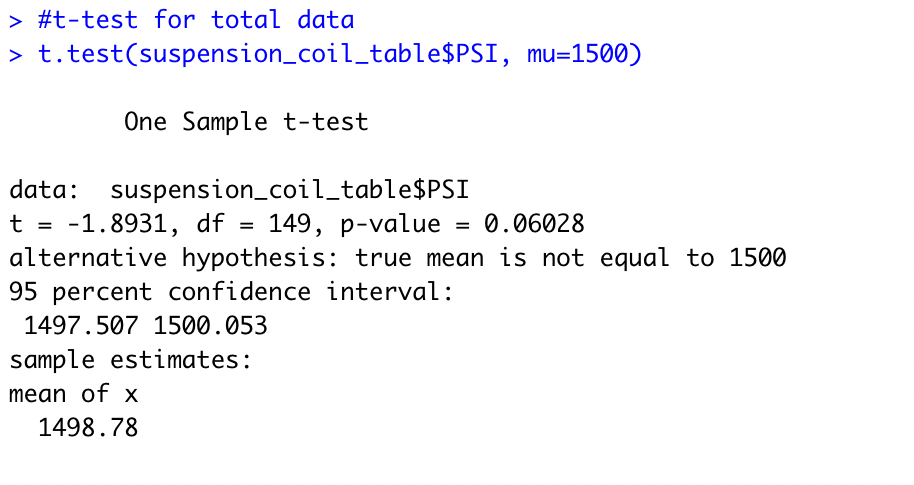 > #t-test for total data
> t.test(suspension_coil_table$PSI, mu=1500)
One Sample t-test
data:  suspension_coil_table$PSI
t = -1.8931, df = 149, p-value = 0.06028
alternative hypothesis: true mean is not equal to 1500
95 percent confidence interval:
1497.507 1500.053
sample estimates:
mean of x
1498.78